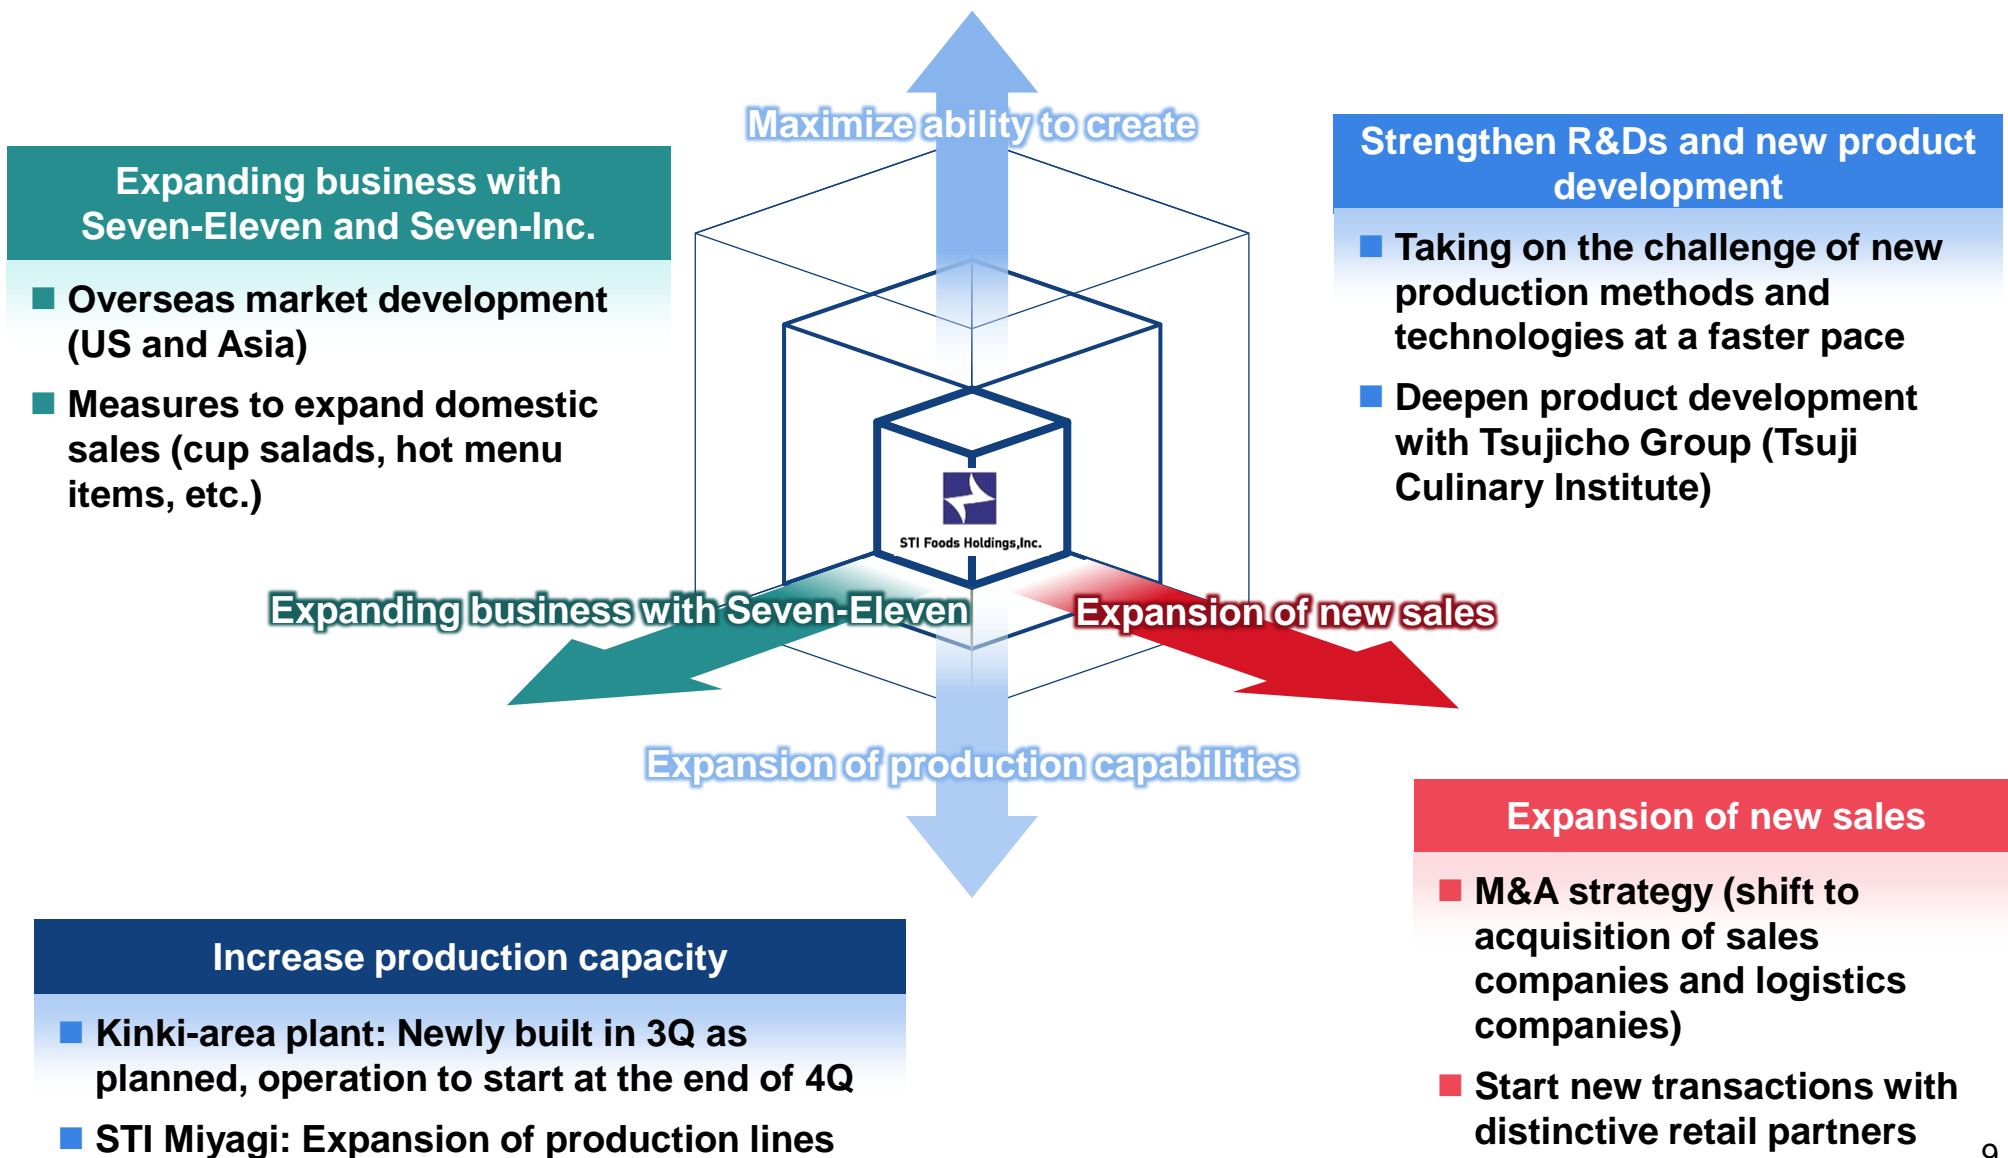 Maximize ability to create
Expanding business with
Seven-Eleven and Seven-Inc.
Overseas market development
(US and Asia)
Measures to expand domestic
sales (cup salads, hot menu
items, etc.)
Strengthen R&Ds and new product
development
Taking on the challenge of new
production methods and
technologies at a faster pace
Deepen product development
with Tsujicho Group (Tsuji
Culinary Institute)
STI Foods Holdings,Inc.
Expanding business with Seven-Eleven
Expansion of new sales
Expansion of production capabilities
Increase production capacity
Kinki-area plant: Newly built in 3Q as
planned, operation to start at the end of 4Q
STI Miyagi: Expansion of production lines
Expansion of new sales
M&A strategy (shift to
acquisition of sales
companies and logistics
companies)
Start new transactions with
distinctive retail partners
9